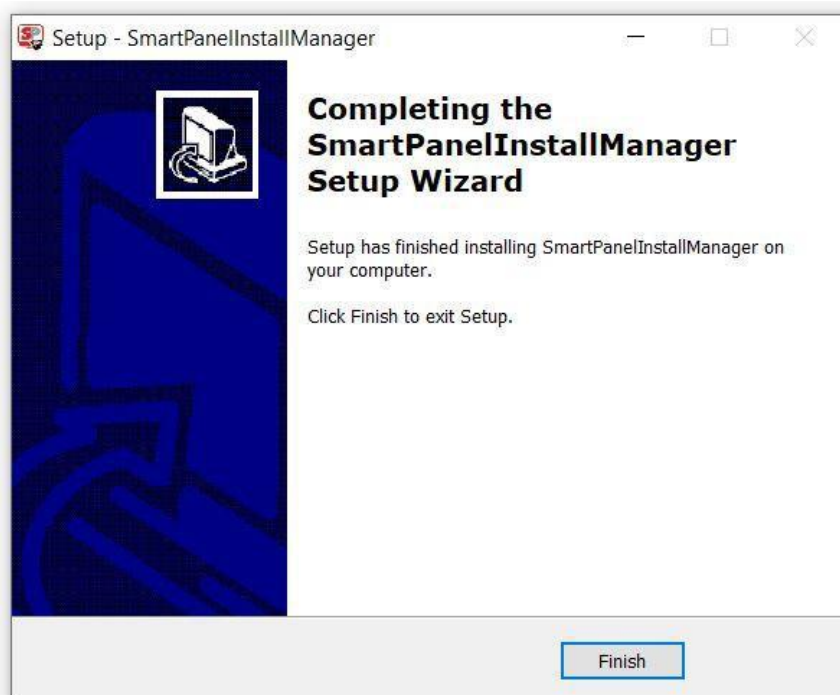 Setup - SmartPanelInstallManager
Completing the
SmartPanelInstallManager
Setup Wizard
Setup has finished installing SmartPanelInstallManager on
your computer.
Click Finish to exit Setup.
Finish